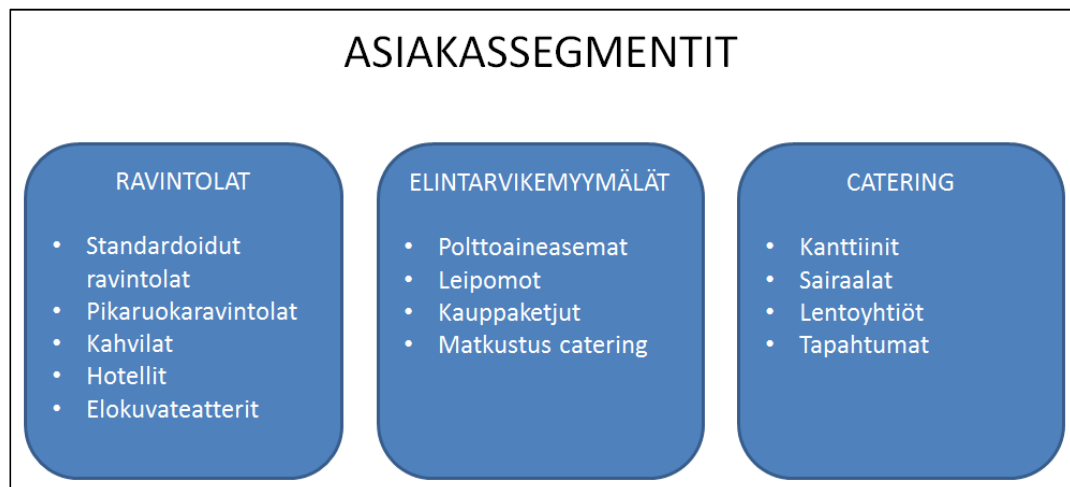 ASIAKASSEGMENTIT
RAVINTOLAT
• Standardoidut
ravintolat
• Pikaruokaravintolat
• Kahvilat
• Hotellit
• Elokuvateatterit
ELINTARVIKEMYYMÄLÄT
• Polttoaineasemat
• Leipomot
• Kauppaketjut
• Matkustus catering
CATERING
• Kanttiinit
• Sairaalat
• Lentoyhtiöt
• Tapahtumat